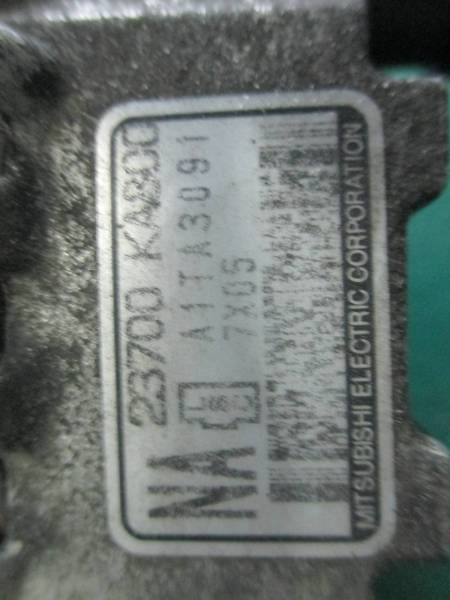 23700 KA800
A1TA3091
7X05
NA
MITSUBISHI ELECTRIC CORPORATION